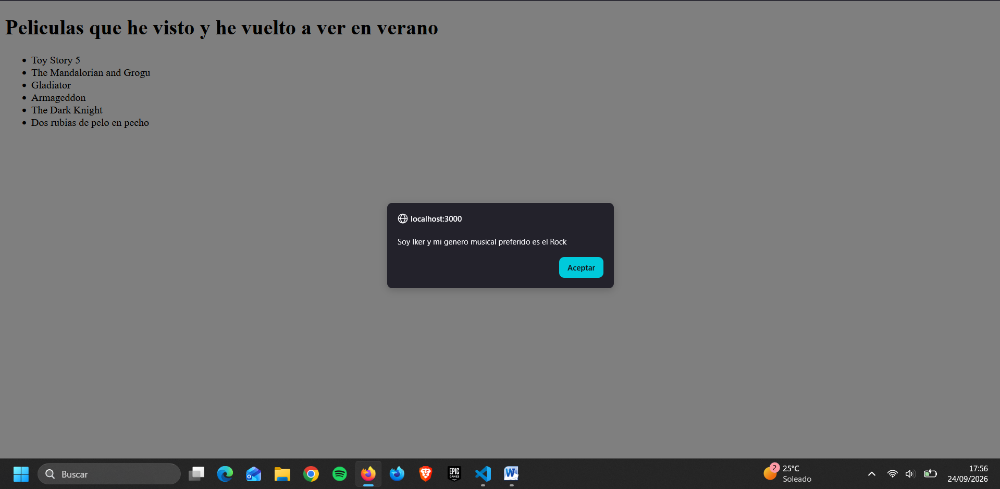 Peliculas que he visto y he vuelto a ver en verano
Toy Story 5
The Mandalorian and Grogu
Gladiator
Armageddon
The Dark Knight
Dos rubias de pelo en pecho
localhost:3000
Soy Iker y mi genero musical preferido es el Rock
Aceptar
Buscar
EPIC
GAMES
W
2
25°C
Soleado
17:56
24/09/2026